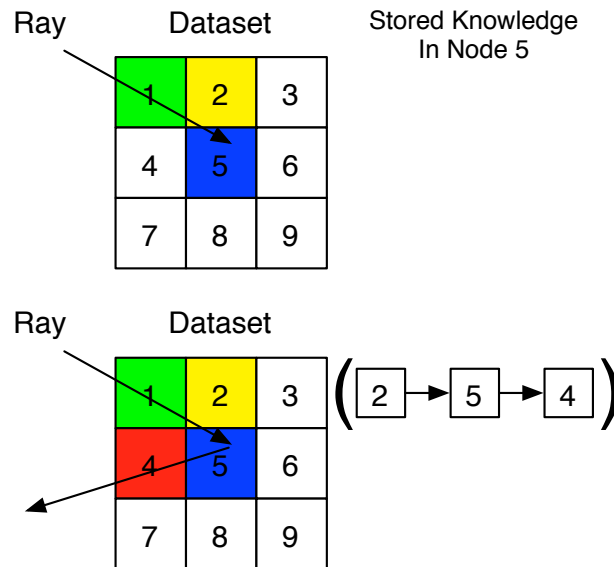 Ray Dataset Stored Knowledge
In Node 5
1 2 3
4 5 6
7 8 9
Ray Dataset
1 2 3 ( 2 5 4 )
4 5 6
7 8 9